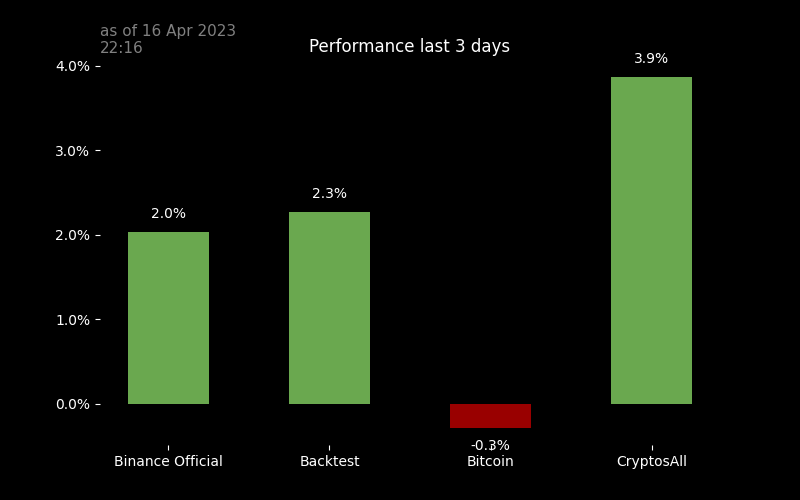 as of 16 Apr 2023
22:16
Performance last 3 days
4.0%
3.0%
2.0%
1.0%
0.0%
2.0%
2.3%
-0.3%
3.9%
Binance Official
Backtest
Bitcoin
CryptosAll